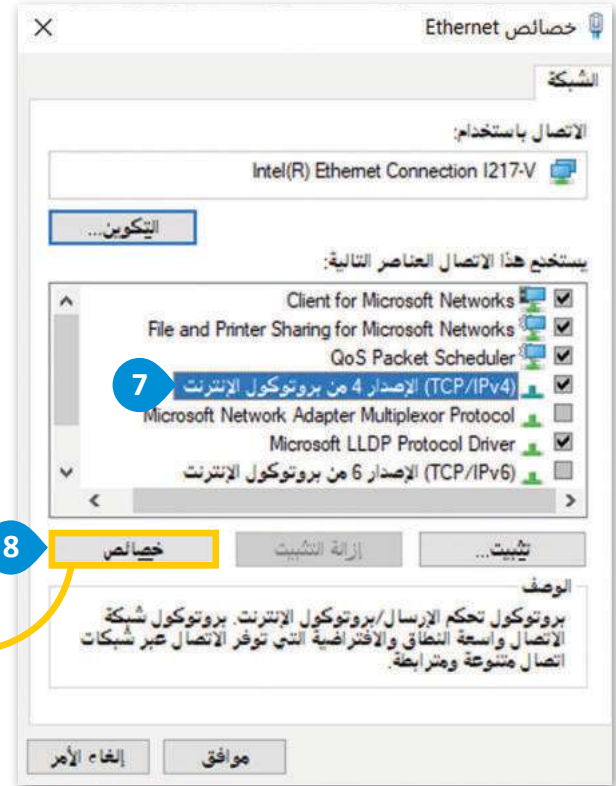 خصائص Ethernet
الشبكة
الاتصال باستخدام:
Intel(R) Ethernet Connection I217-V
التكوين...
يستخدم هذا الاتصال العناصر التالية:
Client for Microsoft Networks
File and Printer Sharing for Microsoft Networks
QoS Packet Scheduler
7 (TCP/IPv4) الإصدار 4 من بروتوكول الإنترنت
Microsoft Network Adapter Multiplexor Protocol
Microsoft LLDP Protocol Driver
(TCP/IPv6) الإصدار 6 من بروتوكول الإنترنت
تثبيت... إزالة التثبيت خصائص 8
الوصف
بروتوكول تحكم الإرسال/بروتوكول الإنترنت. بروتوكول شبكة
الاتصال واسعة النطاق والافتراضية التي توفر الاتصال عبر شبكات
اتصال متنوعة ومترابطة.
موافق إلغاء الأمر